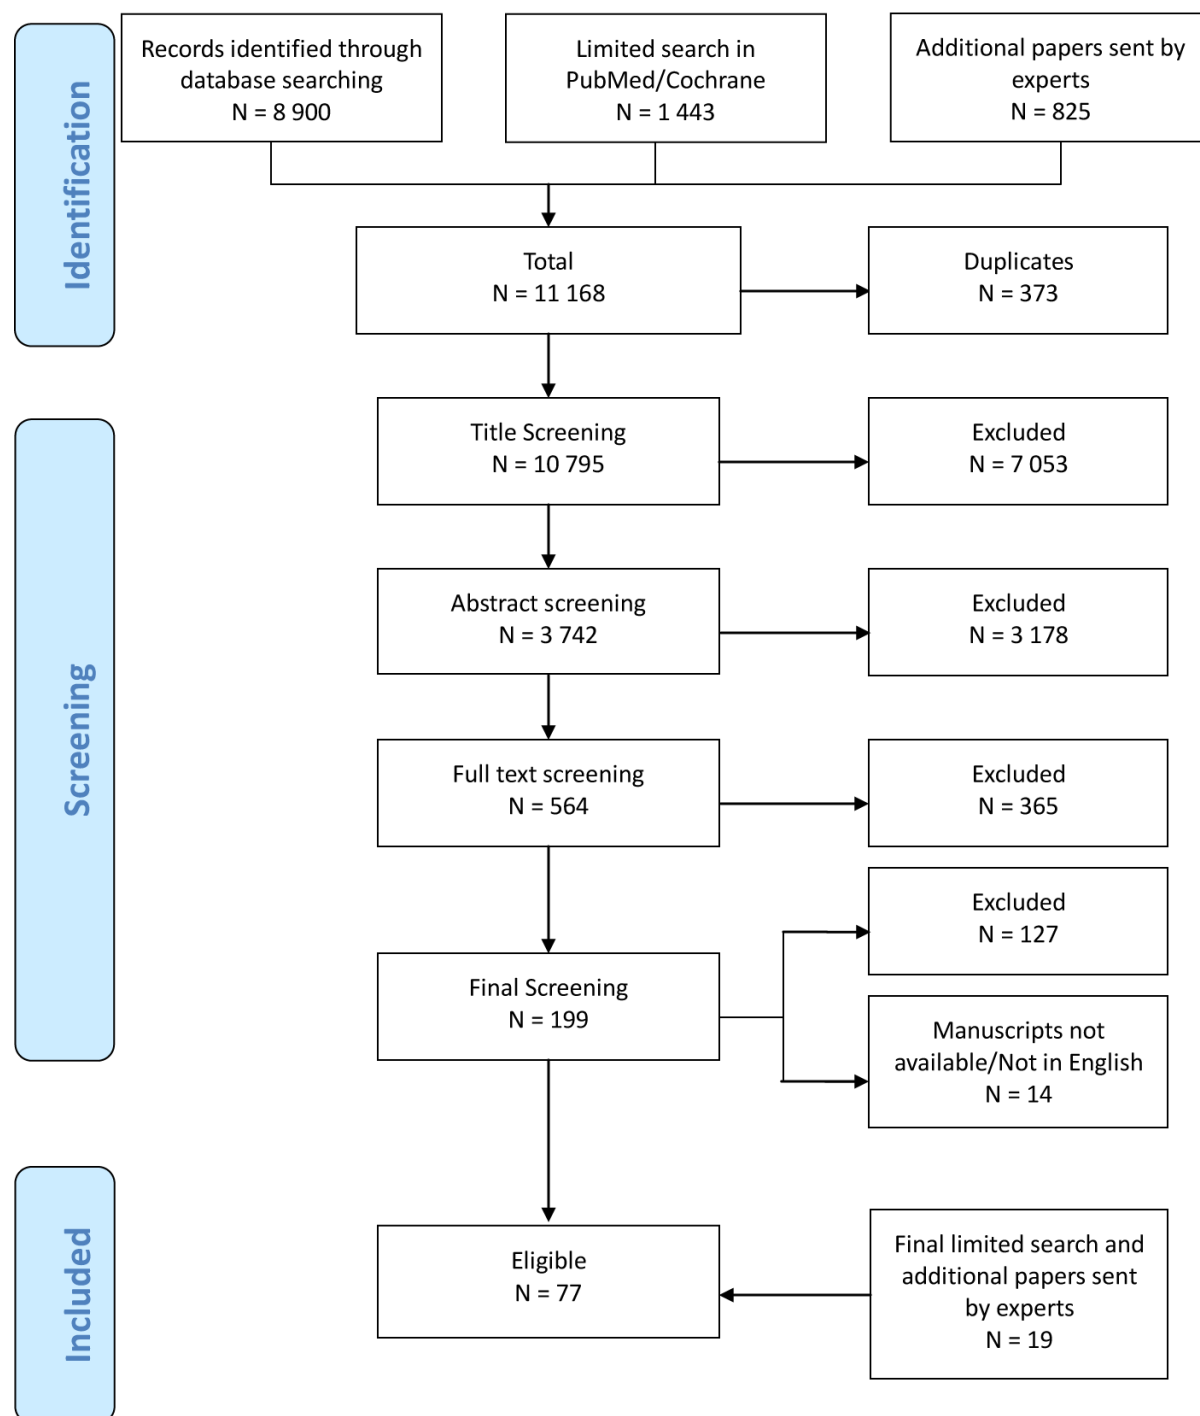 Identification
Records identified through
database searching
N = 8 900
Limited search in
PubMed/Cochrane
N = 1 443
Additional papers sent by
experts
N = 825
Total
N = 11 168
Duplicates
N = 373
Screening
Title Screening
N = 10 795
Excluded
N = 7 053
Abstract screening
N = 3 742
Excluded
N = 3 178
Full text screening
N = 564
Excluded
N = 365
Final Screening
N = 199
Excluded
N = 127
Manuscripts not
available/Not in English
N = 14
Included
Eligible
N = 77
Final limited search and
additional papers sent
by experts
N = 19